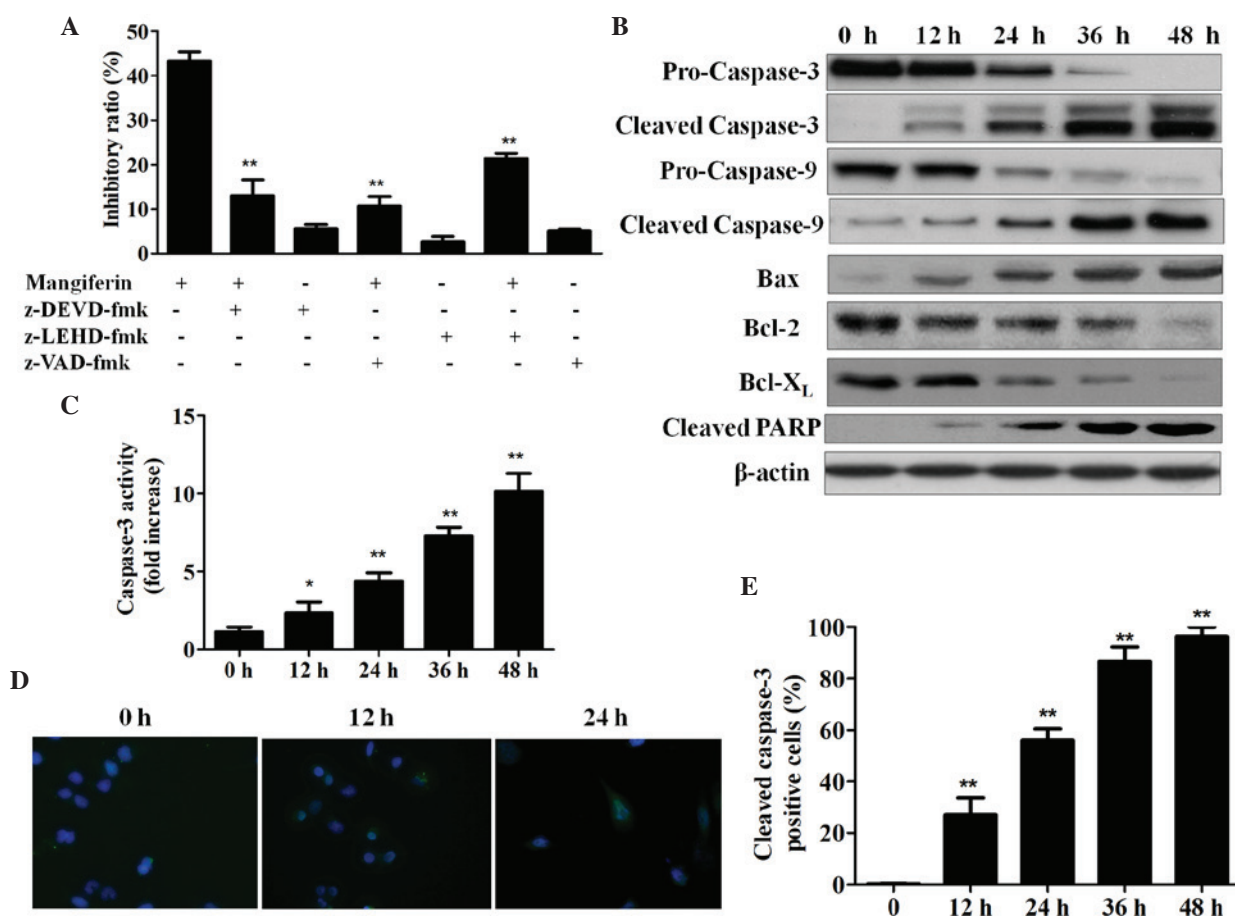 A
Inhibitory ratio (%)
50
40
30
20
10
0
** ** **
Mangiferin + + - + - + -
z-DEVD-fmk - + + - - - -
z-LEHD-fmk - - - - + + -
z-VAD-fmk - - - + - - +
B
0 h 12 h 24 h 36 h 48 h
Pro-Caspase-3
Cleaved Caspase-3
Pro-Caspase-9
Cleaved Caspase-9
Bax
Bcl-2
Bcl-XL
Cleaved PARP
β-actin
C
Caspase-3 activity
(fold increase)
15
10
5
0
* ** ** **
0 h 12 h 24 h 36 h 48 h
D
0 h 12 h 24 h
E
Cleaved caspase-3
positive cells (%)
100
80
60
40
20
0
** ** ** **
0 12 h 24 h 36 h 48 h